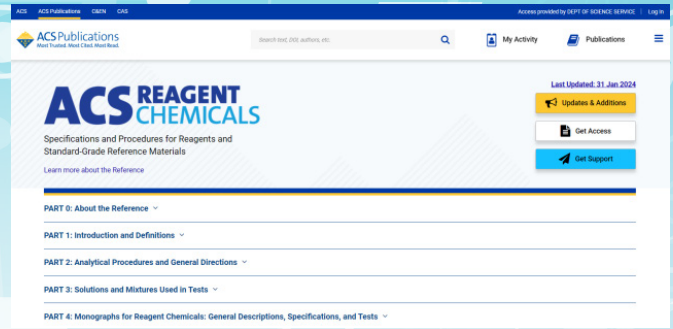 ACS ACS Publications C&EN CAS
Access provided by DEPT OF SCIENCE SERVICE | Log In
ACS Publications
Most Trusted. Most Cited. Most Read.
Search text, DOI, authors, etc.
My Activity
Publications
Last Updated: 31 Jan 2024
ACS REAGENT
CHEMICALS
Updates & Additions
Get Access
Specifications and Procedures for Reagents and
Standard-Grade Reference Materials
Get Support
Learn more about the Reference
PART 0: About the Reference
PART 1: Introduction and Definitions
PART 2: Analytical Procedures and General Directions
PART 3: Solutions and Mixtures Used in Tests
PART 4: Monographs for Reagent Chemicals: General Descriptions, Specifications, and Tests